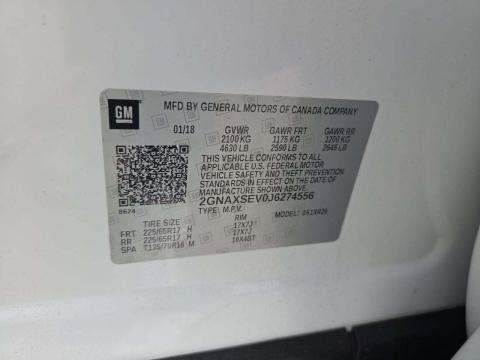 GM
MFD BY GENERAL MOTORS OF CANADA COMPANY
01/18 GVWR GAWR FRT GAWR RR
2100 KG 1175 KG 1200 KG
4630 LB 2590 LB 2645 LB
THIS VEHICLE CONFORMS TO ALL
APPLICABLE U.S. FEDERAL MOTOR
VEHICLE SAFETY AND THEFT
PREVENTION STANDARDS IN EFFECT ON
THE DATE OF MANUFACTURE SHOWN ABOVE.
2GNAXSEV0J6274556
8624 TYPE: M.P.V. MODEL:
TIRE SIZE RIM
FRT 225/65R17 H 17X7J
RR 225/65R17 H 17X7J
SPA T135/70R16 M 16X4BT